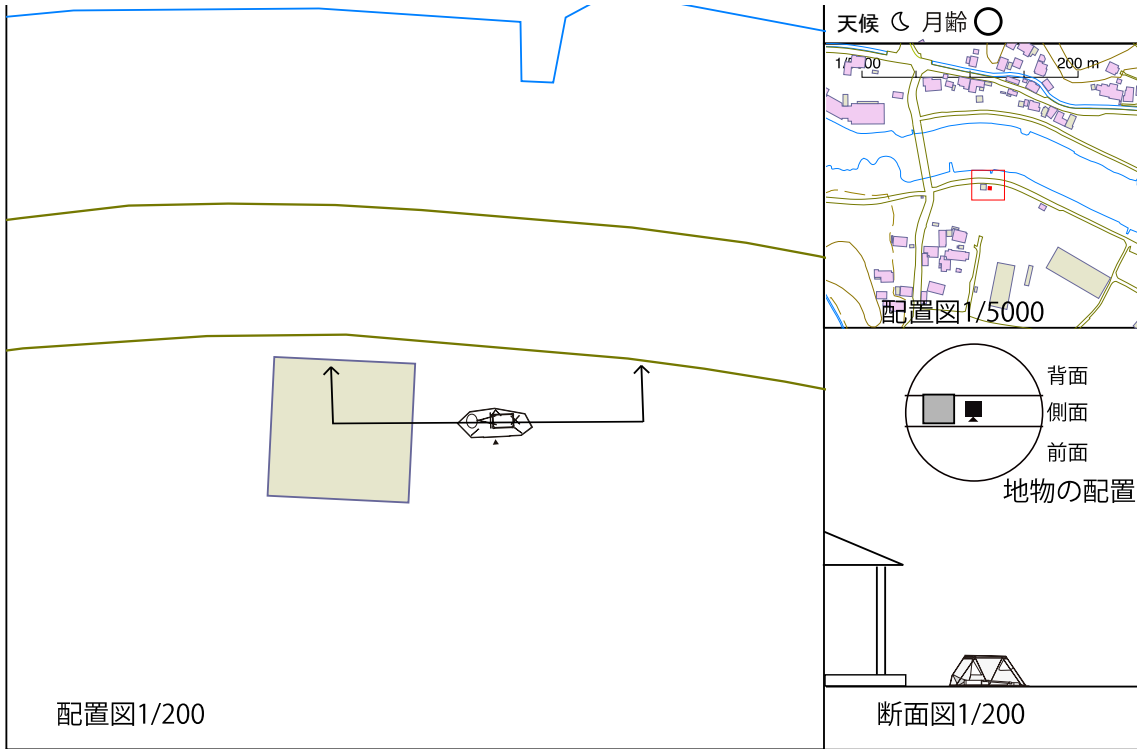 天候 月齢
200 m
配置図1/5000
背面
側面
前面
地物の配置
配置図1/200
断面図1/200